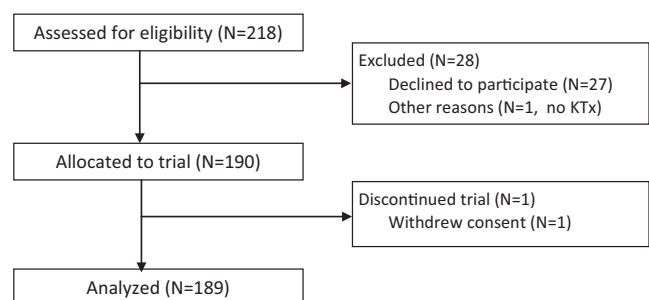 Assessed for eligibility (N=218)
Excluded (N=28)
Declined to participate (N=27)
Other reasons (N=1, no KTx)
Allocated to trial (N=190)
Discontinued trial (N=1)
Withdrew consent (N=1)
Analyzed (N=189)